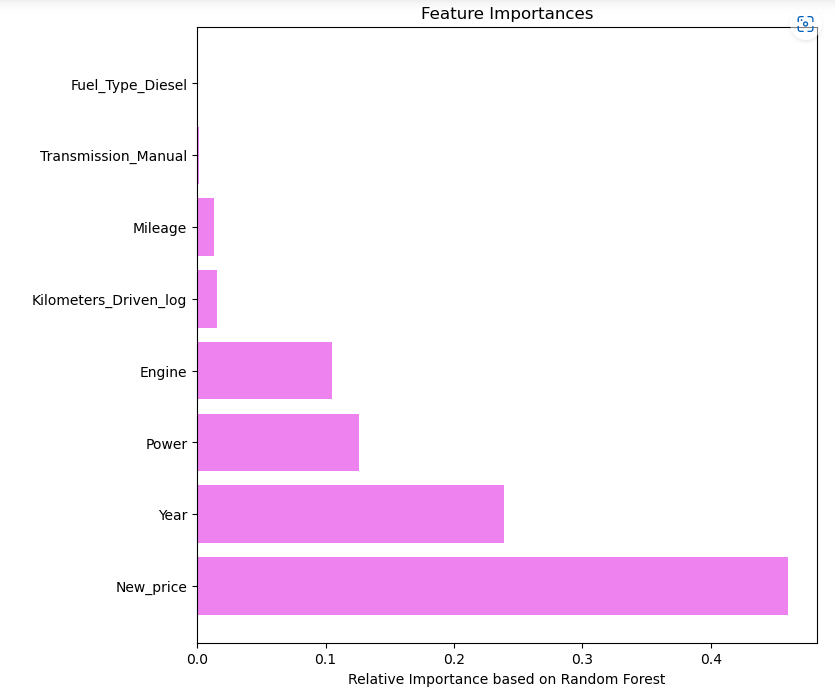 Feature Importances
Fuel_Type_Diesel
Transmission_Manual
Mileage
Kilometers_Driven_log
Engine
Power
Year
New_price
0.0 0.1 0.2 0.3 0.4
Relative Importance based on Random Forest